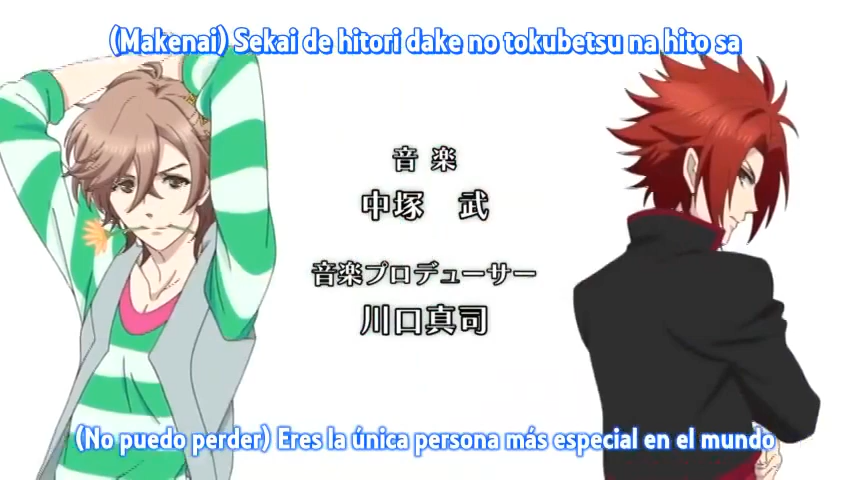 (Makenai) Sekai de hitori dake no tokubetsu na hito sa
音楽
中塚 武
音楽プロデューサー
川口真司
(No puedo perder) Eres la única persona más especial en el mundo